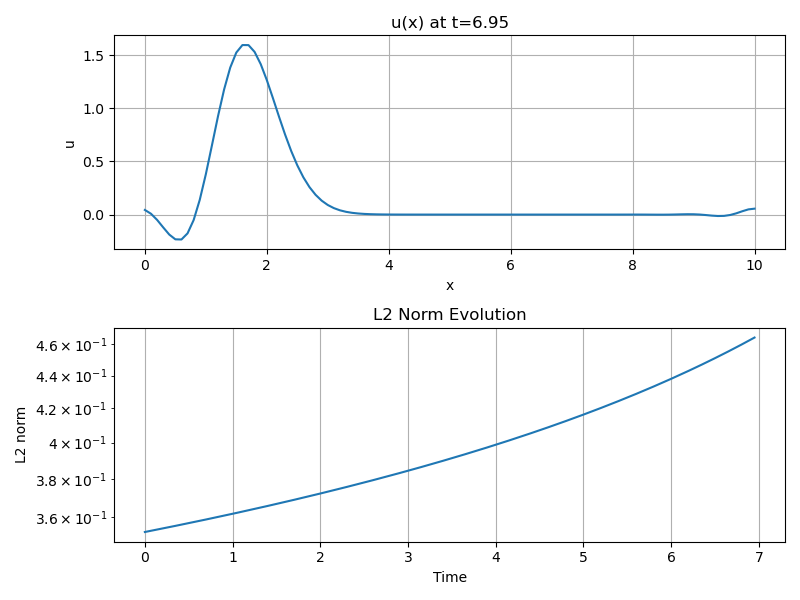 u(x) at t=6.95
u
1.5
1.0
0.5
0.0
0 2 4 6 8 10
x
L2 Norm Evolution
L2 norm
4.6 × 10⁻¹
4.4 × 10⁻¹
4.2 × 10⁻¹
4 × 10⁻¹
3.8 × 10⁻¹
3.6 × 10⁻¹
0 1 2 3 4 5 6 7
Time